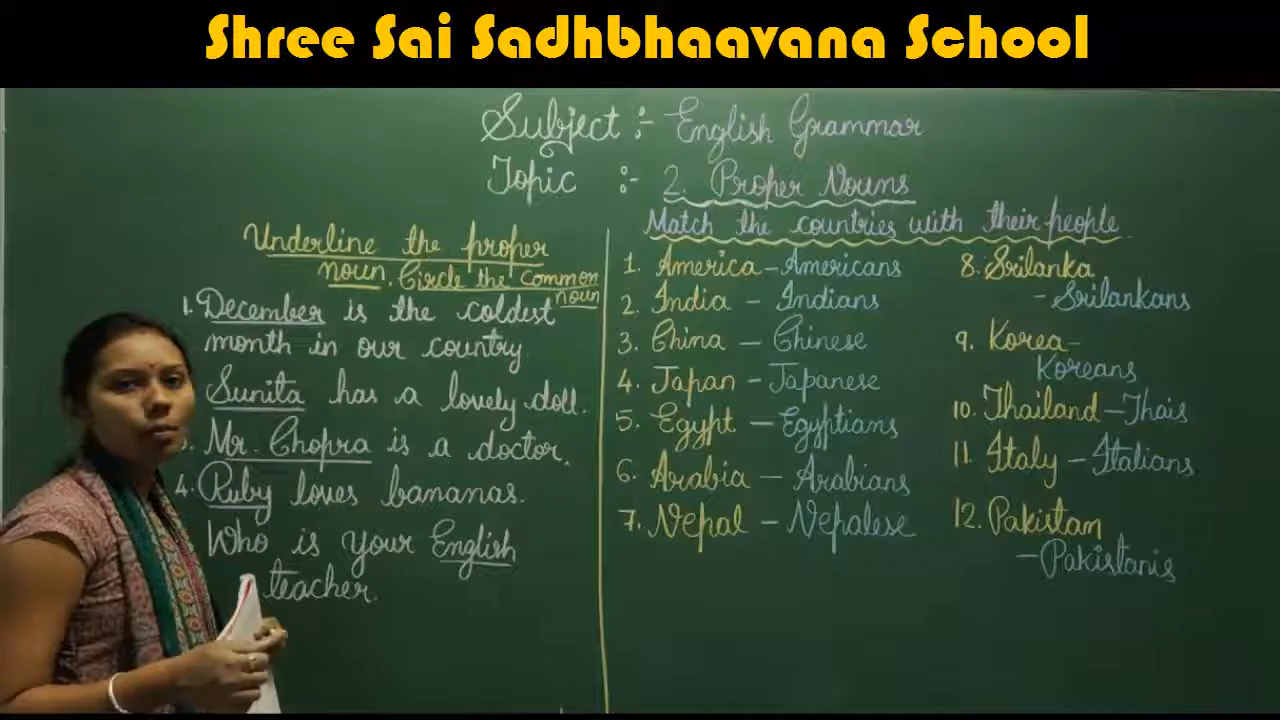 Shree Sai Sadhbhaavana School
Subject :- English Grammar
Topic :- 2. Proper Nouns
Underline the proper
noun. Circle the common
noun
1. December is the coldest
month in our country
Sunita has a lovely doll.
Mr. Chopra is a doctor.
4. Ruby loves bananas.
Who is your English
teacher.
Match the countries with their people
1. America - Americans
2. India - Indians
3. China - Chinese
4. Japan - Japanese
5. Egypt - Egyptians
6. Arabia - Arabians
7. Nepal - Nepalese
8. Srilanka
- Srilankans
9. Korea -
Koreans
10. Thailand - Thais
11. Italy - Italians
12. Pakistan
- Pakistanis